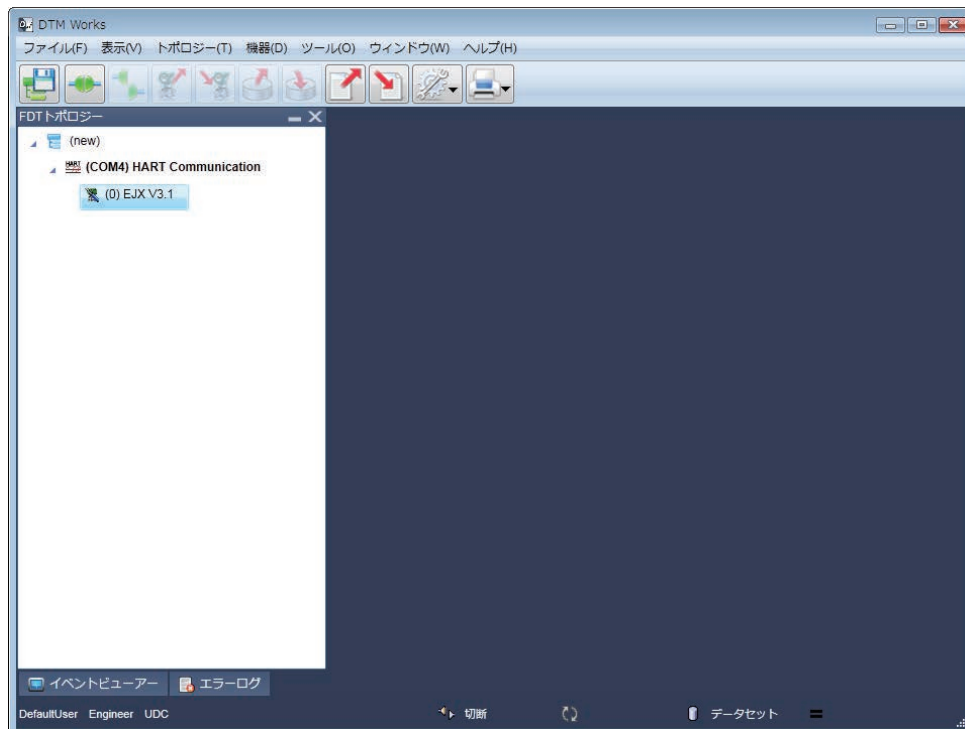 DTM Works
ファイル(F) 表示(V) トポロジー(T) 機器(D) ツール(O) ウィンドウ(W) ヘルプ(H)
FDTトポロジー
(new)
HART (COM4) HART Communication
(0) EJX V3.1
イベントビューアー エラーログ
DefaultUser Engineer UDC 切断 データセット